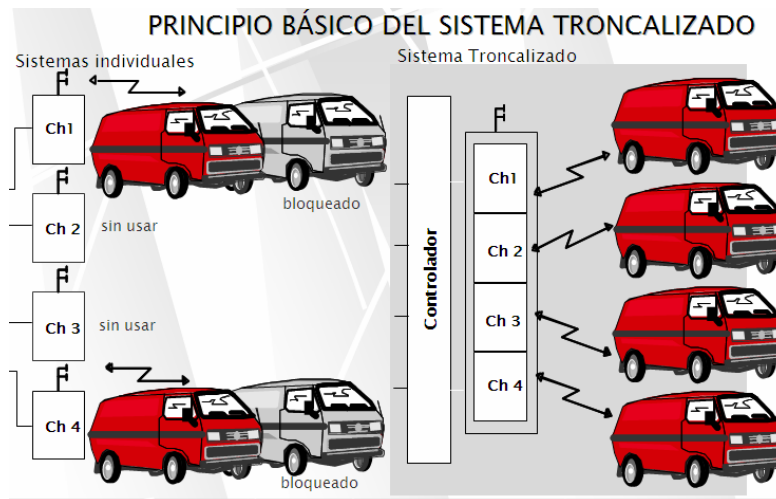 PRINCIPIO BÁSICO DEL SISTEMA TRONCALIZADO
Sistemas individuales
Ch1
bloqueado
Ch 2
sin usar
Ch 3
sin usar
Ch 4
bloqueado
Sistema Troncalizado
Controlador
Ch1
Ch 2
Ch 3
Ch 4